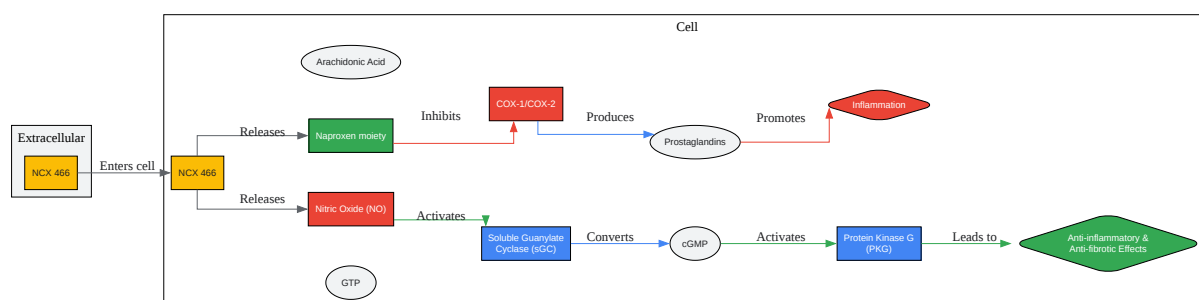 Cell
Arachidonic Acid
COX-1/COX-2
Inflammation
Inhibits
Produces
Promotes
Extracellular
Releases
Naproxen moiety
Prostaglandins
NCX 466
Enters cell
NCX 466
Releases
Nitric Oxide (NO)
Activates
Soluble Guanylate
Cyclase (sGC)
Converts
cGMP
Activates
Protein Kinase G
(PKG)
Leads to
Anti-inflammatory &
Anti-fibrotic Effects
GTP